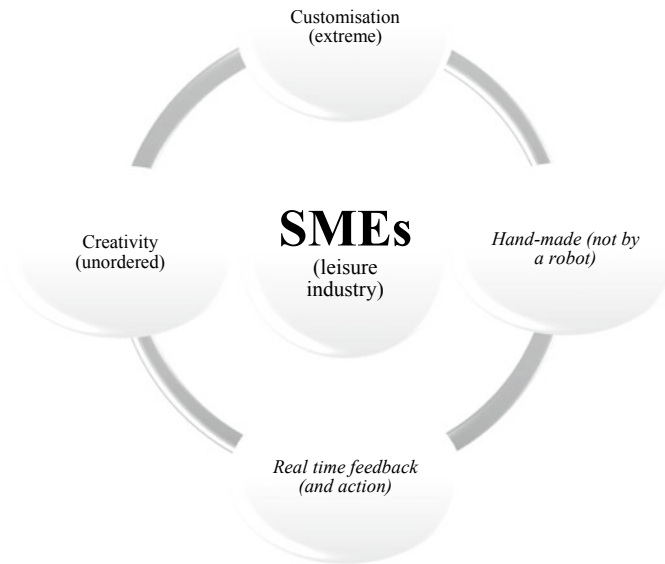 Customisation
(extreme)
Creativity
(unordered)
SMEs
(leisure
industry)
Hand-made (not by
a robot)
Real time feedback
(and action)